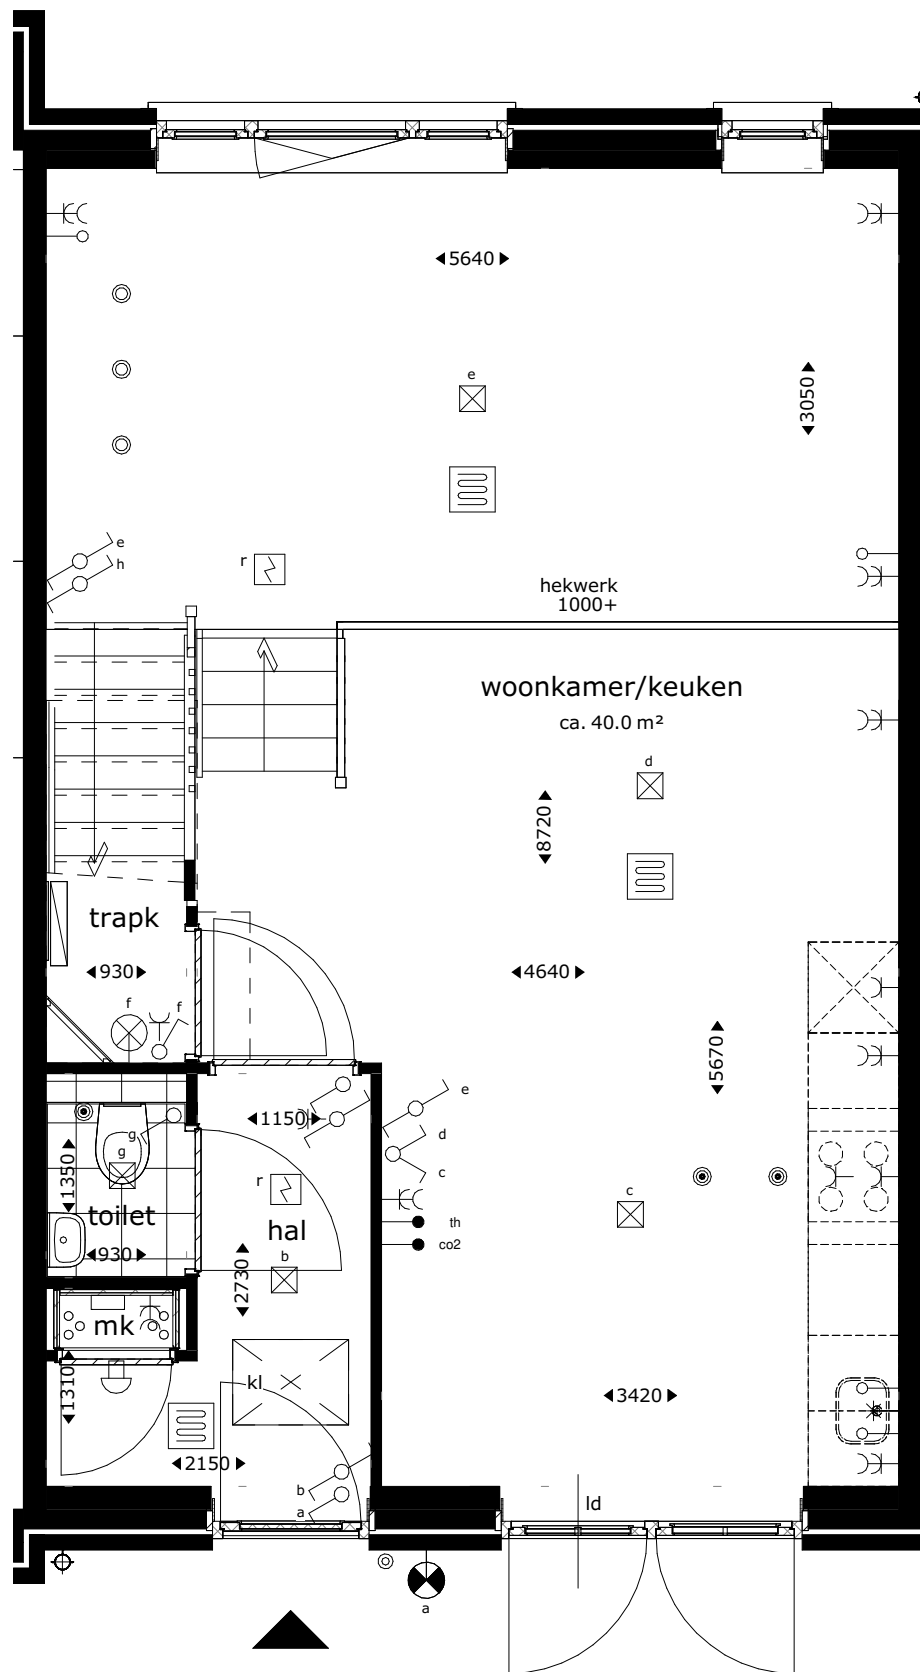 5640
e
3050
e
h
r
hekwerk
1000+
woonkamer/keuken
ca. 40.0 m²
d
8720
trapk
930
4640
f
f
5670
1150
e
g
d
g
c
1350
r
c
toilet
hal
th
930
b
co2
2730
mk
1310
kl
3420
2150
b
a
ld
a